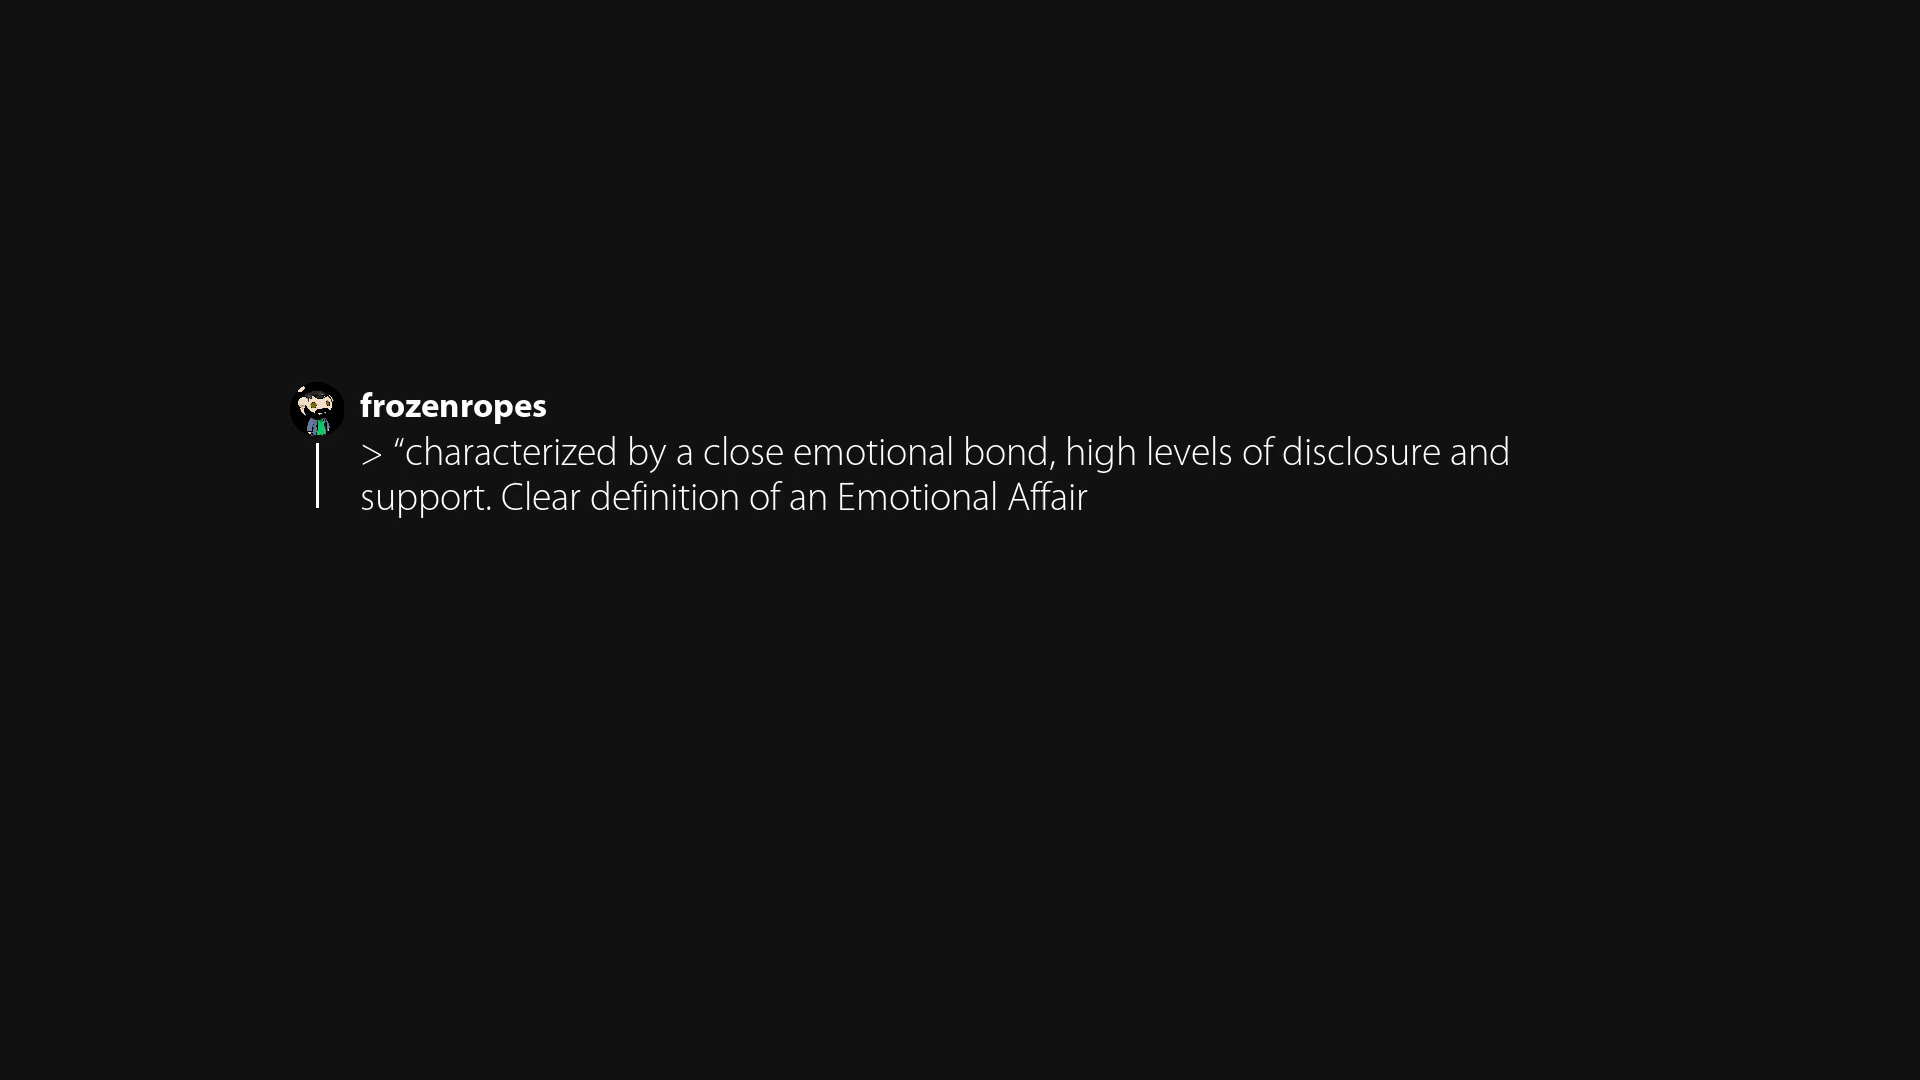 frozenropes
> “characterized by a close emotional bond, high levels of disclosure and
support. Clear definition of an Emotional Affair